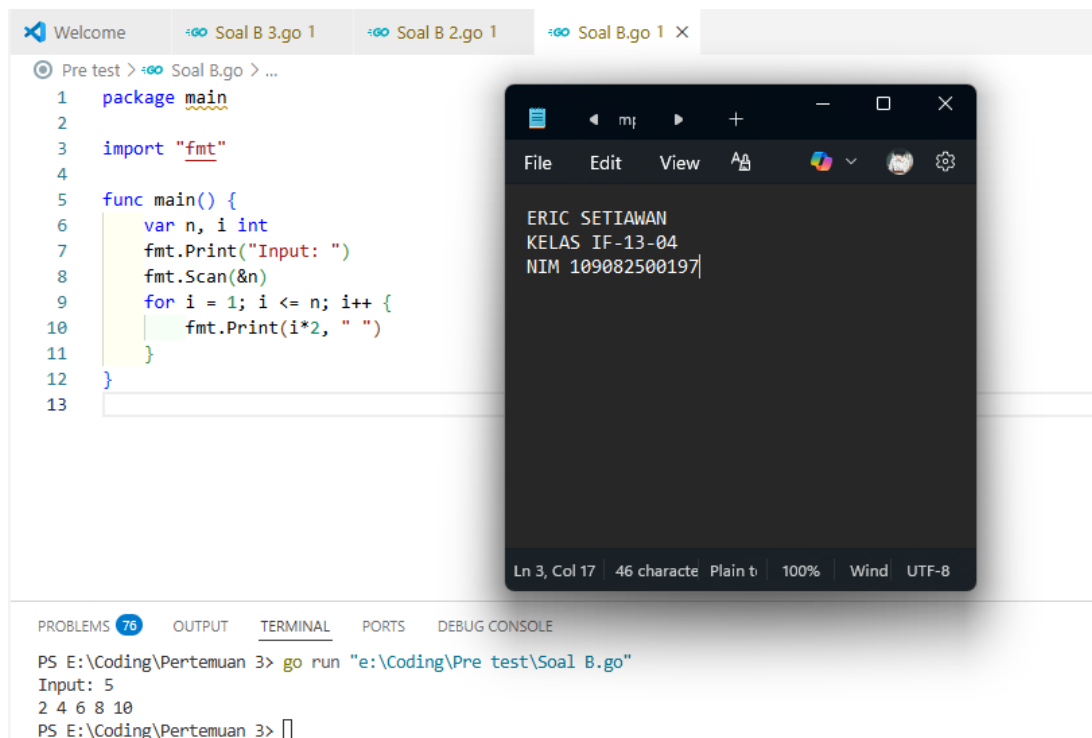 Welcome
Soal B 3.go 1
Soal B 2.go 1
Soal B.go 1
Pre test > Soal B.go > ...
1 package main
2
3 import "fmt"
4
5 func main() {
6 var n, i int
7 fmt.Print("Input: ")
8 fmt.Scan(&n)
9 for i = 1; i <= n; i++ {
10 fmt.Print(i*2, " ")
11 }
12 }
13
File Edit View
ERIC SETIAWAN
KELAS IF-13-04
NIM 109082500197
Ln 3, Col 17 46 characte Plain t 100% Wind UTF-8
PROBLEMS 76 OUTPUT TERMINAL PORTS DEBUG CONSOLE
PS E:\Coding\Pertemuan 3> go run "e:\Coding\Pre test\Soal B.go"
Input: 5
2 4 6 8 10
PS E:\Coding\Pertemuan 3>